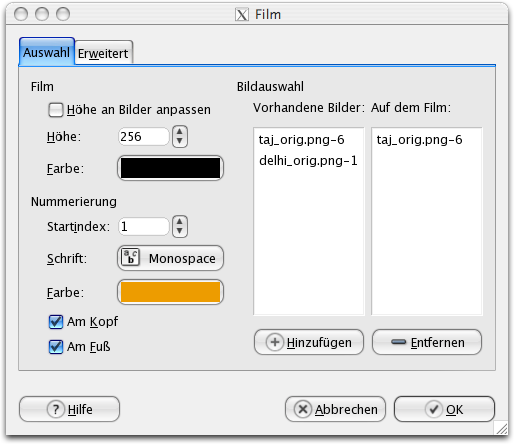 Film
Auswahl Erweitert
Film
Höhe an Bilder anpassen
Höhe: 256
Farbe:
Nummerierung
Startindex: 1
Schrift: abc Monospace
Farbe:
Am Kopf
Am Fuß
Bildauswahl
Vorhandene Bilder: Auf dem Film:
taj_orig.png-6 taj_orig.png-6
delhi_orig.png-1
Hinzufügen Entfernen
Hilfe Abbrechen OK